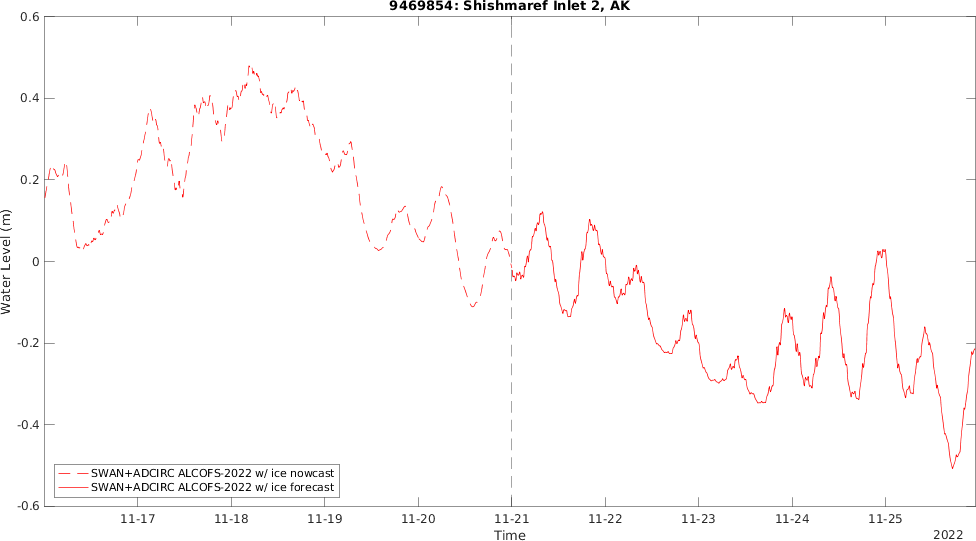 9469854: Shishmaref Inlet 2, AK
0.6
0.4
0.2
0
-0.2
-0.4
-0.6
Water Level (m)
SWAN+ADCIRC ALCOFS-2022 w/ ice nowcast
SWAN+ADCIRC ALCOFS-2022 w/ ice forecast
11-17 11-18 11-19 11-20 11-21 11-22 11-23 11-24 11-25
Time
2022